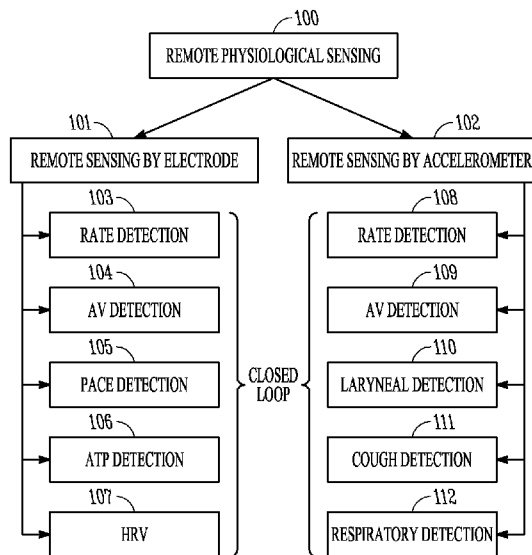 100
REMOTE PHYSIOLOGICAL SENSING
101
REMOTE SENSING BY ELECTRODE
102
REMOTE SENSING BY ACCELEROMETER
103
RATE DETECTION
104
AV DETECTION
105
PACE DETECTION
106
ATP DETECTION
107
HRV
CLOSED
LOOP
108
RATE DETECTION
109
AV DETECTION
110
LARYNEAL DETECTION
111
COUGH DETECTION
112
RESPIRATORY DETECTION